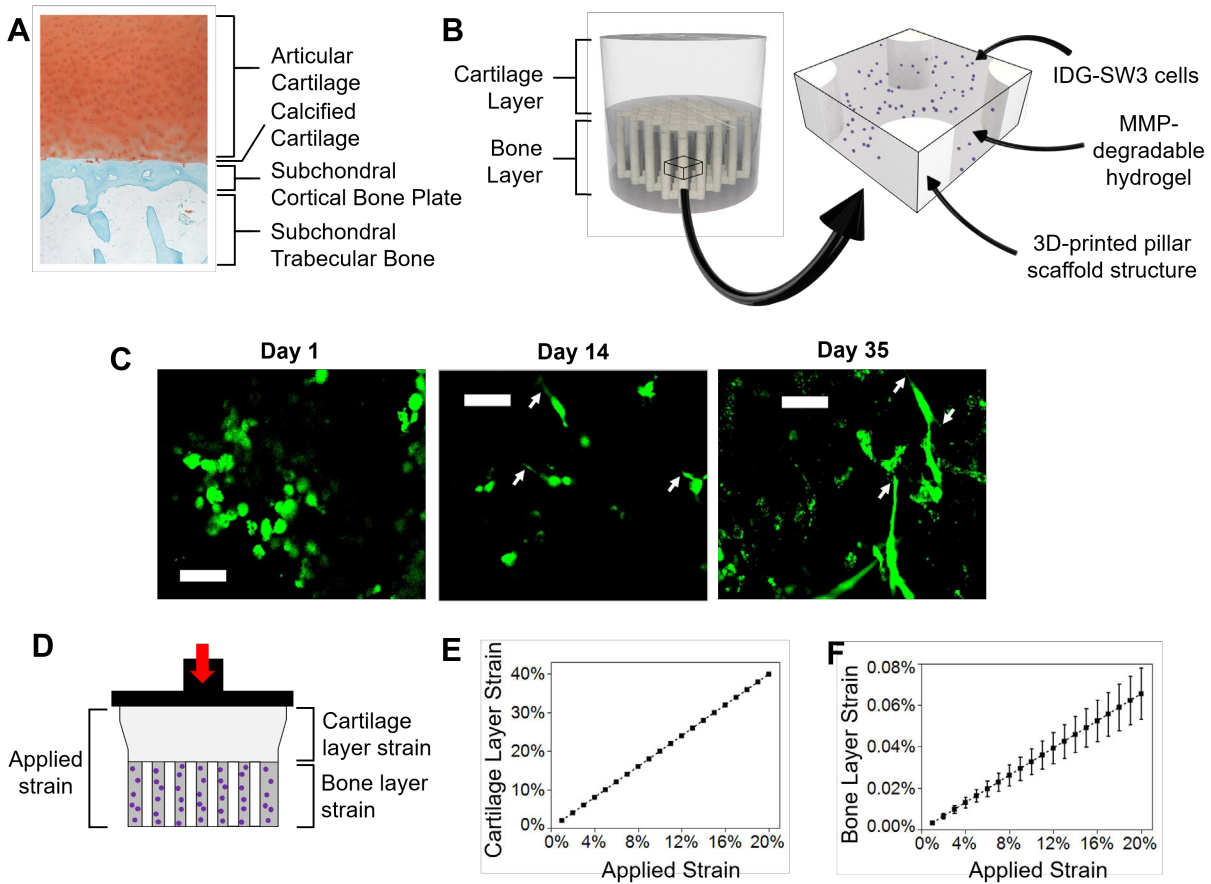 A
Articular
Cartilage
Calcified
Cartilage
Subchondral
Cortical Bone Plate
Subchondral
Trabecular Bone
B
Cartilage
Layer
Bone
Layer
IDG-SW3 cells
MMP-
degradable
hydrogel
3D-printed pillar
scaffold structure
C
Day 1
Day 14
Day 35
D
Applied
strain
Cartilage
layer strain
Bone layer
strain
E
Cartilage Layer Strain
40%
30%
20%
10%
0%
0%
4%
8%
12%
16%
20%
Applied Strain
F
Bone Layer Strain
0.08%
0.06%
0.04%
0.02%
0.00%
0%
4%
8%
12%
16%
20%
Applied Strain